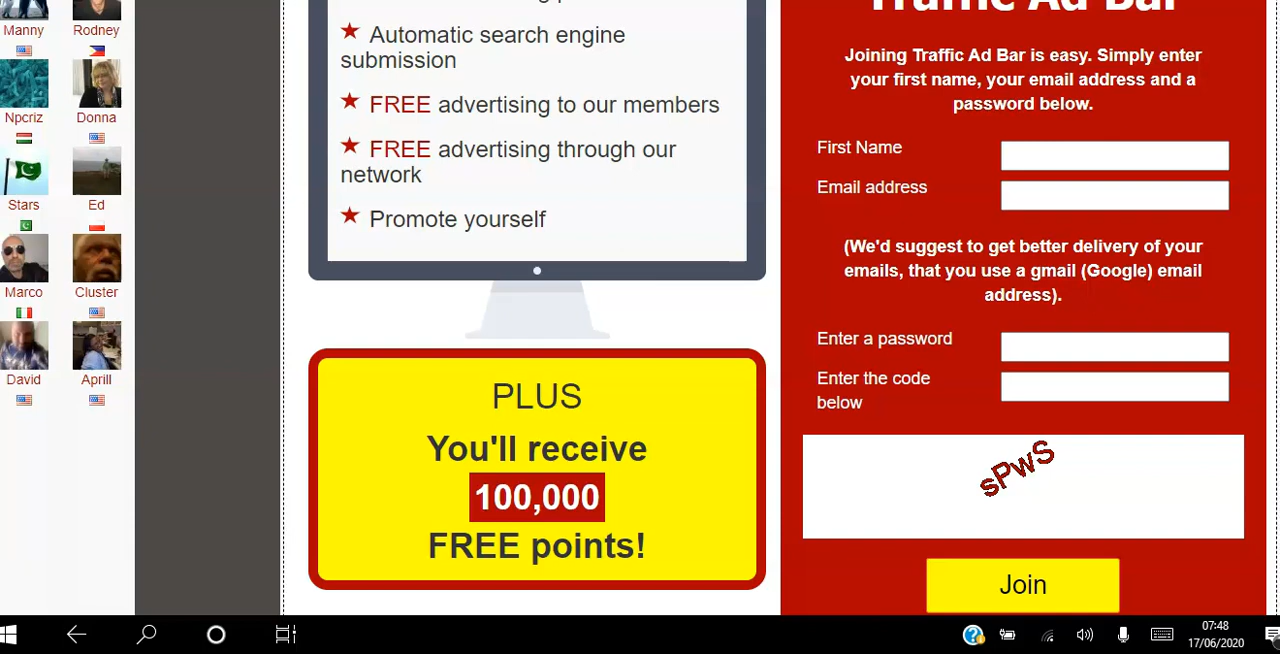 Manny Rodney
Npcriz Donna
Stars Ed
Marco Cluster
David Aprill
★ Automatic search engine
submission
★ FREE advertising to our members
★ FREE advertising through our
network
★ Promote yourself
PLUS
You'll receive
100,000
FREE points!
Traffic Ad Bar
Joining Traffic Ad Bar is easy. Simply enter
your first name, your email address and a
password below.
First Name
Email address
(We'd suggest to get better delivery of your
emails, that you use a gmail (Google) email
address).
Enter a password
Enter the code
below
sPwS
Join
07:48
17/06/2020